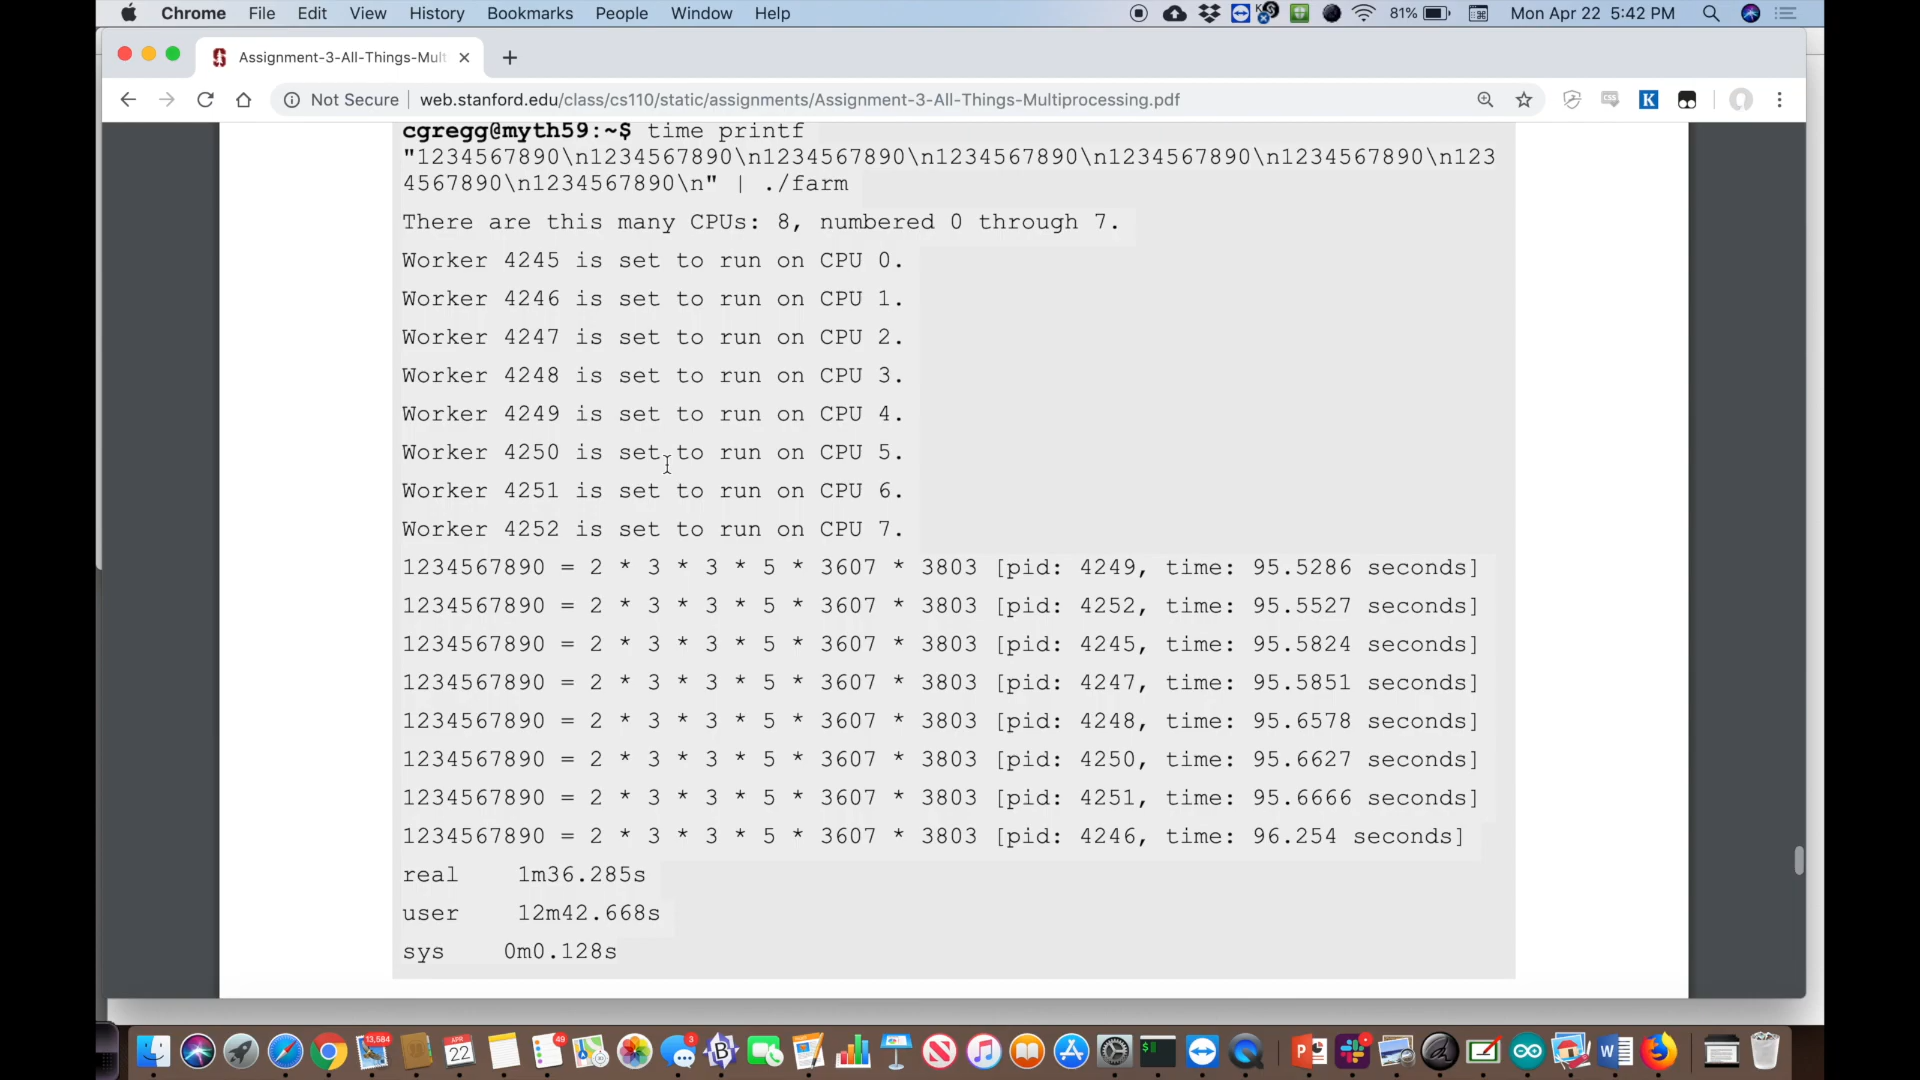 Chrome File Edit View History Bookmarks People Window Help 81% Mon Apr 22 5:42 PM
Assignment-3-All-Things-Mult
Not Secure web.stanford.edu/class/cs110/static/assignments/Assignment-3-All-Things-Multiprocessing.pdf
cgregg@myth59:~$ time printf
"1234567890\n1234567890\n1234567890\n1234567890\n1234567890\n1234567890\n123
4567890\n1234567890\n" | ./farm
There are this many CPUs: 8, numbered 0 through 7.
Worker 4245 is set to run on CPU 0.
Worker 4246 is set to run on CPU 1.
Worker 4247 is set to run on CPU 2.
Worker 4248 is set to run on CPU 3.
Worker 4249 is set to run on CPU 4.
Worker 4250 is set to run on CPU 5.
Worker 4251 is set to run on CPU 6.
Worker 4252 is set to run on CPU 7.
1234567890 = 2 * 3 * 3 * 5 * 3607 * 3803 [pid: 4249, time: 95.5286 seconds]
1234567890 = 2 * 3 * 3 * 5 * 3607 * 3803 [pid: 4252, time: 95.5527 seconds]
1234567890 = 2 * 3 * 3 * 5 * 3607 * 3803 [pid: 4245, time: 95.5824 seconds]
1234567890 = 2 * 3 * 3 * 5 * 3607 * 3803 [pid: 4247, time: 95.5851 seconds]
1234567890 = 2 * 3 * 3 * 5 * 3607 * 3803 [pid: 4248, time: 95.6578 seconds]
1234567890 = 2 * 3 * 3 * 5 * 3607 * 3803 [pid: 4250, time: 95.6627 seconds]
1234567890 = 2 * 3 * 3 * 5 * 3607 * 3803 [pid: 4251, time: 95.6666 seconds]
1234567890 = 2 * 3 * 3 * 5 * 3607 * 3803 [pid: 4246, time: 96.254 seconds]
real 1m36.285s
user 12m42.668s
sys 0m0.128s